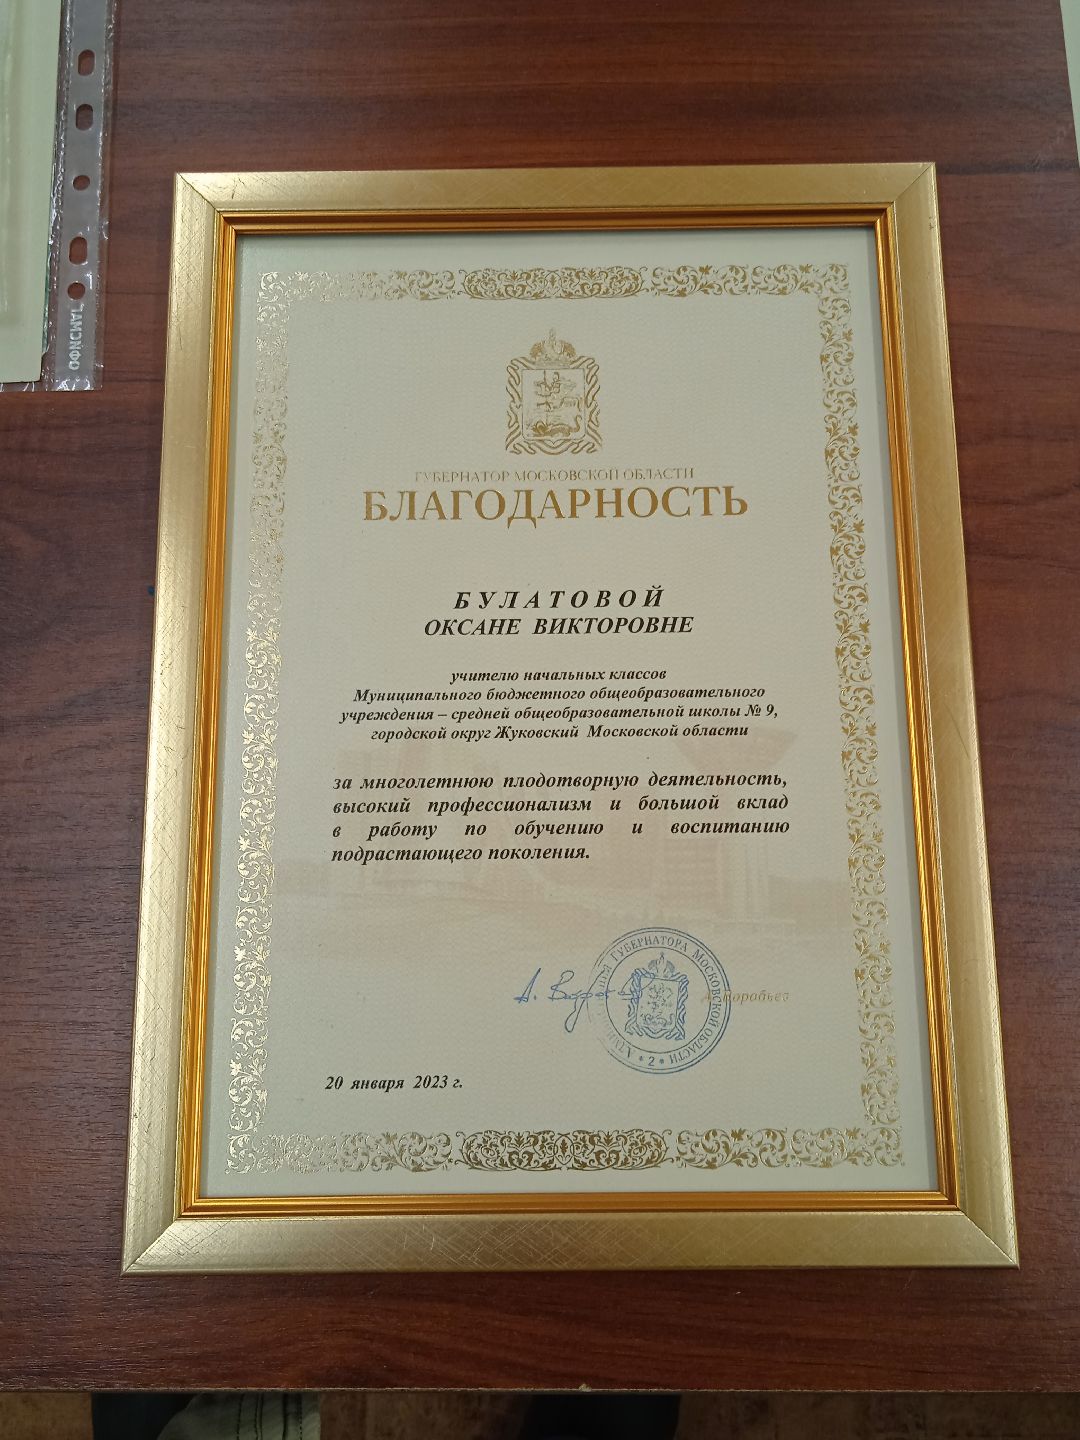 ГУБЕРНАТОР МОСКОВСКОЙ ОБЛАСТИ
БЛАГОДАРНОСТЬ
БУЛАТОВОЙ
ОКСАНЕ ВИКТОРОВНЕ
учителю начальных классов
Муниципального бюджетного общеобразовательного
учреждения – средней общеобразовательной школы № 9,
городской округ Жуковский Московской области
за многолетнюю плодотворную деятельность,
высокий профессионализм и большой вклад
в работу по обучению и воспитанию
подрастающего поколения.
ГУБЕРНАТОРА МОСКОВСКОЙ ОБЛАСТИ
* 2 *
А. Воробьев
20 января 2023 г.